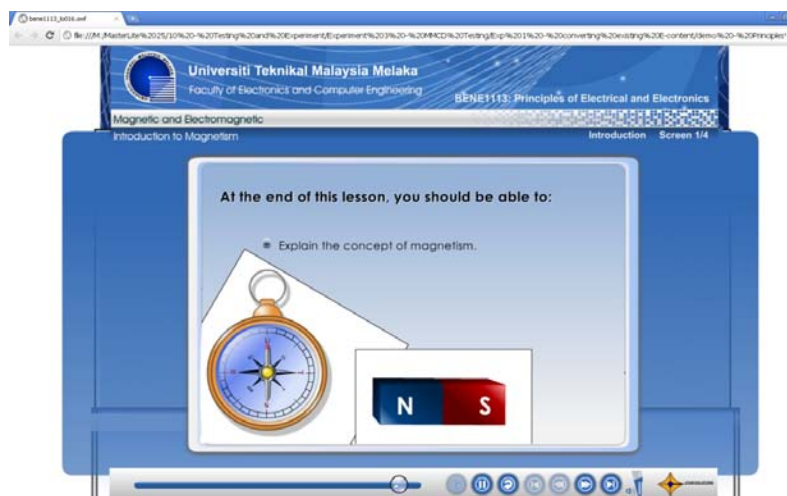 bene1113_lo016.swf
Universiti Teknikal Malaysia Melaka
Faculty of Electronics and Computer Engineering
BENE1113: Principles of Electrical and Electronics
Magnetic and Electromagnetic
Introduction to Magnetism
Introduction Screen 1/4
At the end of this lesson, you should be able to:
Explain the concept of magnetism.
N S